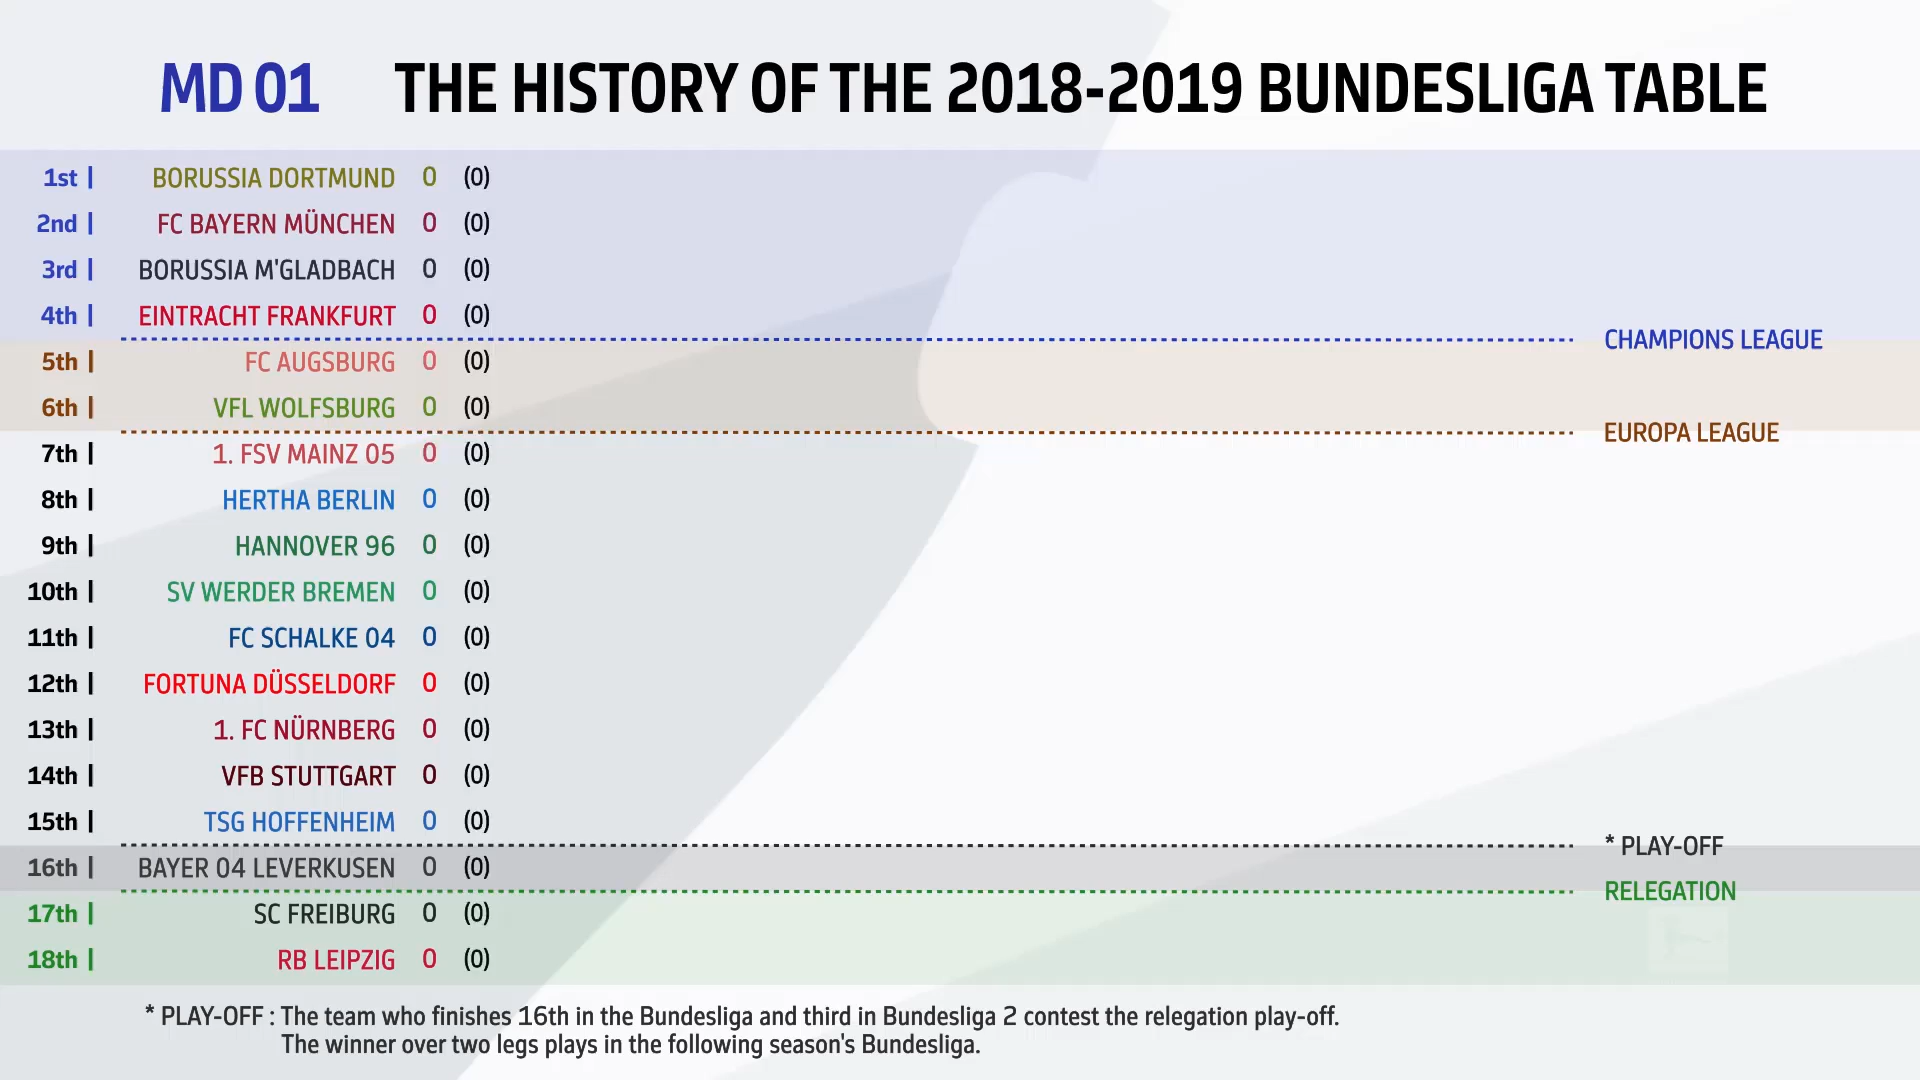 MD 01 THE HISTORY OF THE 2018-2019 BUNDESLIGA TABLE
1st | BORUSSIA DORTMUND 0 (0)
2nd | FC BAYERN MÜNCHEN 0 (0)
3rd | BORUSSIA M'GLADBACH 0 (0)
4th | EINTRACHT FRANKFURT 0 (0)
CHAMPIONS LEAGUE
5th | FC AUGSBURG 0 (0)
6th | VFL WOLFSBURG 0 (0)
EUROPA LEAGUE
7th | 1. FSV MAINZ 05 0 (0)
8th | HERTHA BERLIN 0 (0)
9th | HANNOVER 96 0 (0)
10th | SV WERDER BREMEN 0 (0)
11th | FC SCHALKE 04 0 (0)
12th | FORTUNA DÜSSELDORF 0 (0)
13th | 1. FC NÜRNBERG 0 (0)
14th | VFB STUTTGART 0 (0)
15th | TSG HOFFENHEIM 0 (0)
* PLAY-OFF
16th | BAYER 04 LEVERKUSEN 0 (0)
RELEGATION
17th | SC FREIBURG 0 (0)
18th | RB LEIPZIG 0 (0)
* PLAY-OFF : The team who finishes 16th in the Bundesliga and third in Bundesliga 2 contest the relegation play-off.
The winner over two legs plays in the following season's Bundesliga.